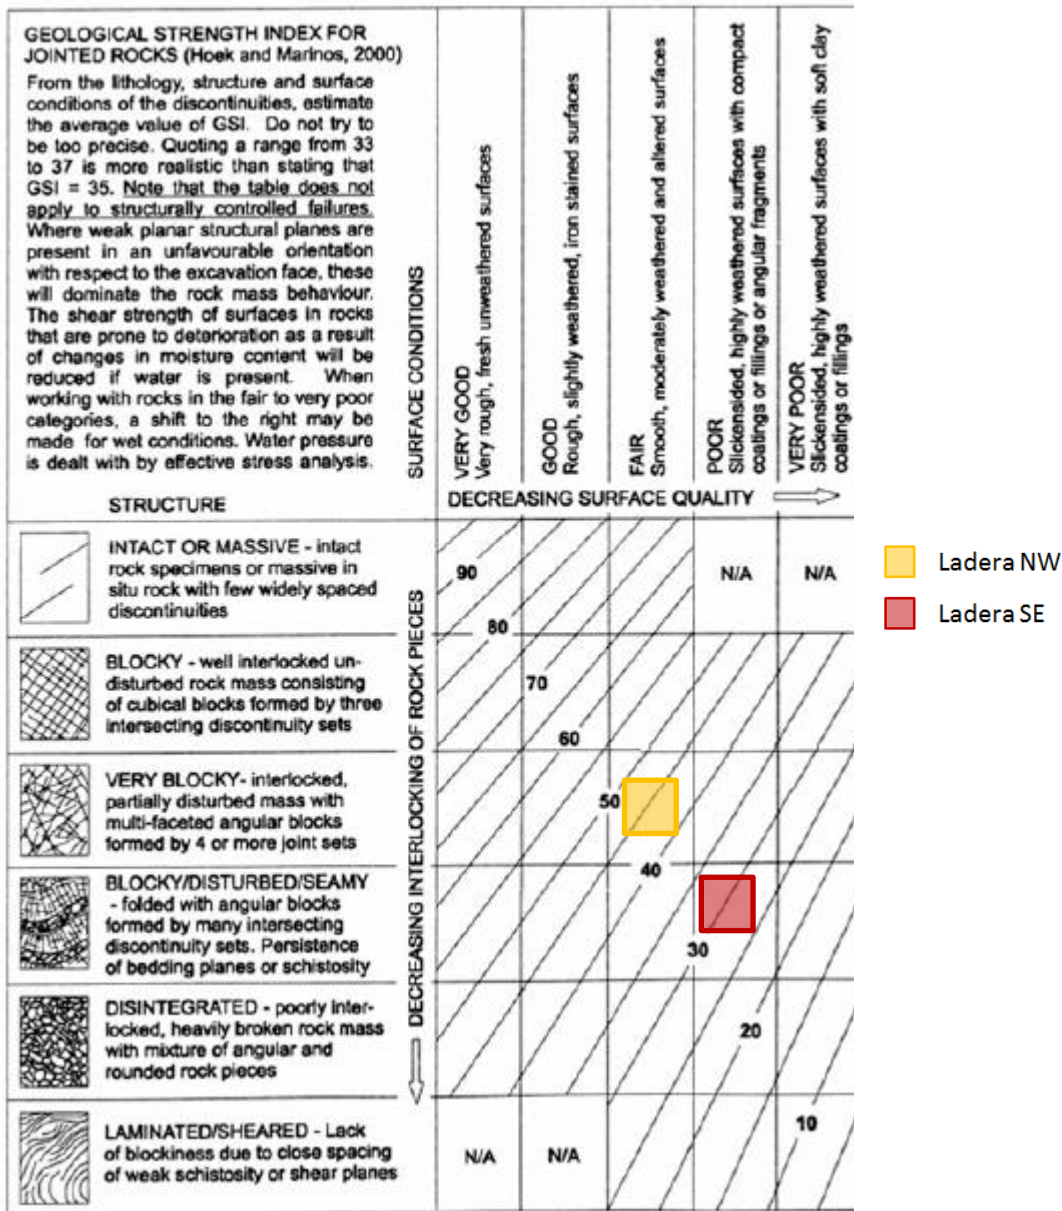 GEOLOGICAL STRENGTH INDEX FOR
JOINTED ROCKS (Hoek and Marinos, 2000)
From the lithology, structure and surface
conditions of the discontinuities, estimate
the average value of GSI. Do not try to
be too precise. Quoting a range from 33
to 37 is more realistic than stating that
GSI = 35. Note that the table does not
apply to structurally controlled failures.
Where weak planar structural planes are
present in an unfavourable orientation
with respect to the excavation face, these
will dominate the rock mass behaviour.
The shear strength of surfaces in rocks
that are prone to deterioration as a result
of changes in moisture content will be
reduced if water is present. When
working with rocks in the fair to very poor
categories, a shift to the right may be
made for wet conditions. Water pressure
is dealt with by effective stress analysis.
STRUCTURE
SURFACE CONDITIONS
VERY GOOD
Very rough, fresh unweathered surfaces
GOOD
Rough, slightly weathered, iron stained surfaces
FAIR
Smooth, moderately weathered and altered surfaces
POOR
Slickensided, highly weathered surfaces with compact
coatings or fillings or angular fragments
VERY POOR
Slickensided, highly weathered surfaces with soft clay
coatings or fillings
DECREASING SURFACE QUALITY
DECREASING INTERLOCKING OF ROCK PIECES
INTACT OR MASSIVE - intact
rock specimens or massive in
situ rock with few widely spaced
discontinuities
BLOCKY - well interlocked un-
disturbed rock mass consisting
of cubical blocks formed by three
intersecting discontinuity sets
VERY BLOCKY- interlocked,
partially disturbed mass with
multi-faceted angular blocks
formed by 4 or more joint sets
BLOCKY/DISTURBED/SEAMY
- folded with angular blocks
formed by many intersecting
discontinuity sets. Persistence
of bedding planes or schistosity
DISINTEGRATED - poorly inter-
locked, heavily broken rock mass
with mixture of angular and
rounded rock pieces
LAMINATED/SHEARED - Lack
of blockiness due to close spacing
of weak schistosity or shear planes
90
N/A
N/A
80
70
60
50
40
30
20
10
N/A
N/A
Ladera NW
Ladera SE